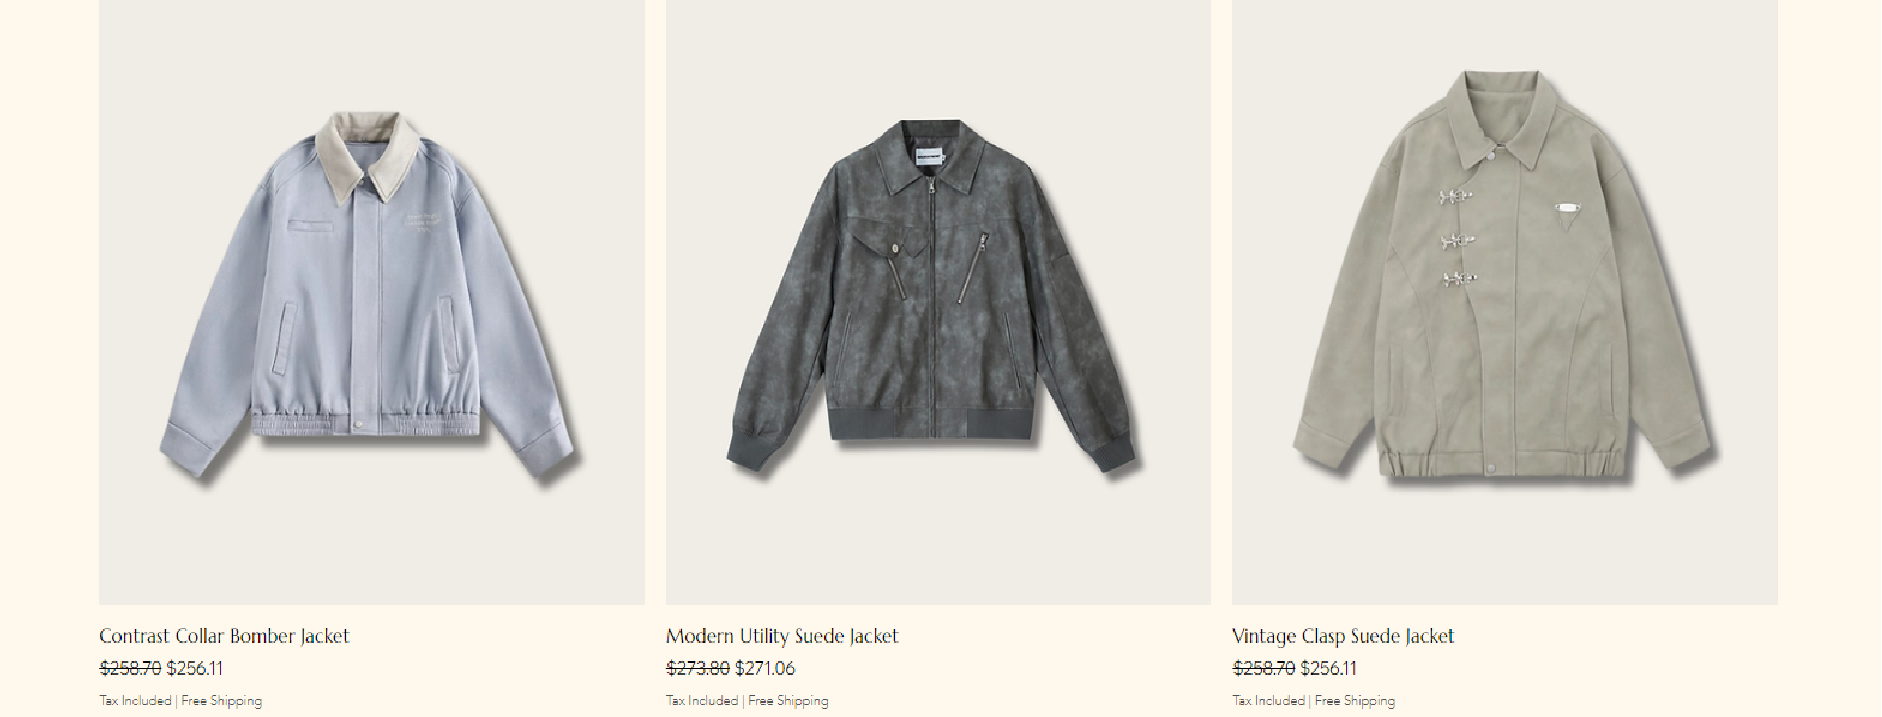 Contrast Collar Bomber Jacket
$258.70 $256.11
Tax Included | Free Shipping
Modern Utility Suede Jacket
$273.80 $271.06
Tax Included | Free Shipping
Vintage Clasp Suede Jacket
$258.70 $256.11
Tax Included | Free Shipping